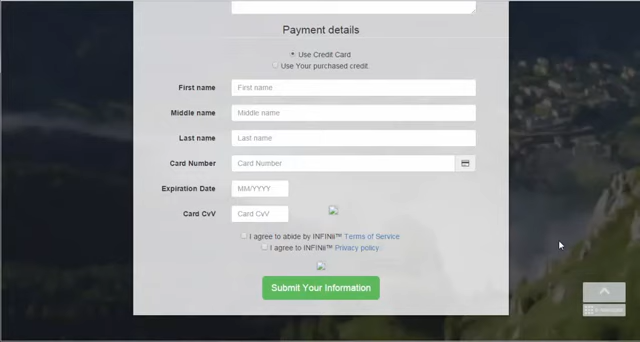 Payment details
Use Credit Card
Use Your purchased credit.
First name
First name
Middle name
Middle name
Last name
Last name
Card Number
Card Number
Expiration Date
MM/YYYY
Card CvV
Card CvV
I agree to abide by INFINii™ Terms of Service
I agree to INFINii™ Privacy policy.
Submit Your Information